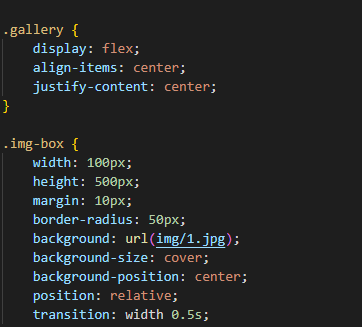 .gallery {
    display: flex;
    align-items: center;
    justify-content: center;
}
.img-box {
    width: 100px;
    height: 500px;
    margin: 10px;
    border-radius: 50px;
    background: url(img/1.jpg);
    background-size: cover;
    background-position: center;
    position: relative;
    transition: width 0.5s;